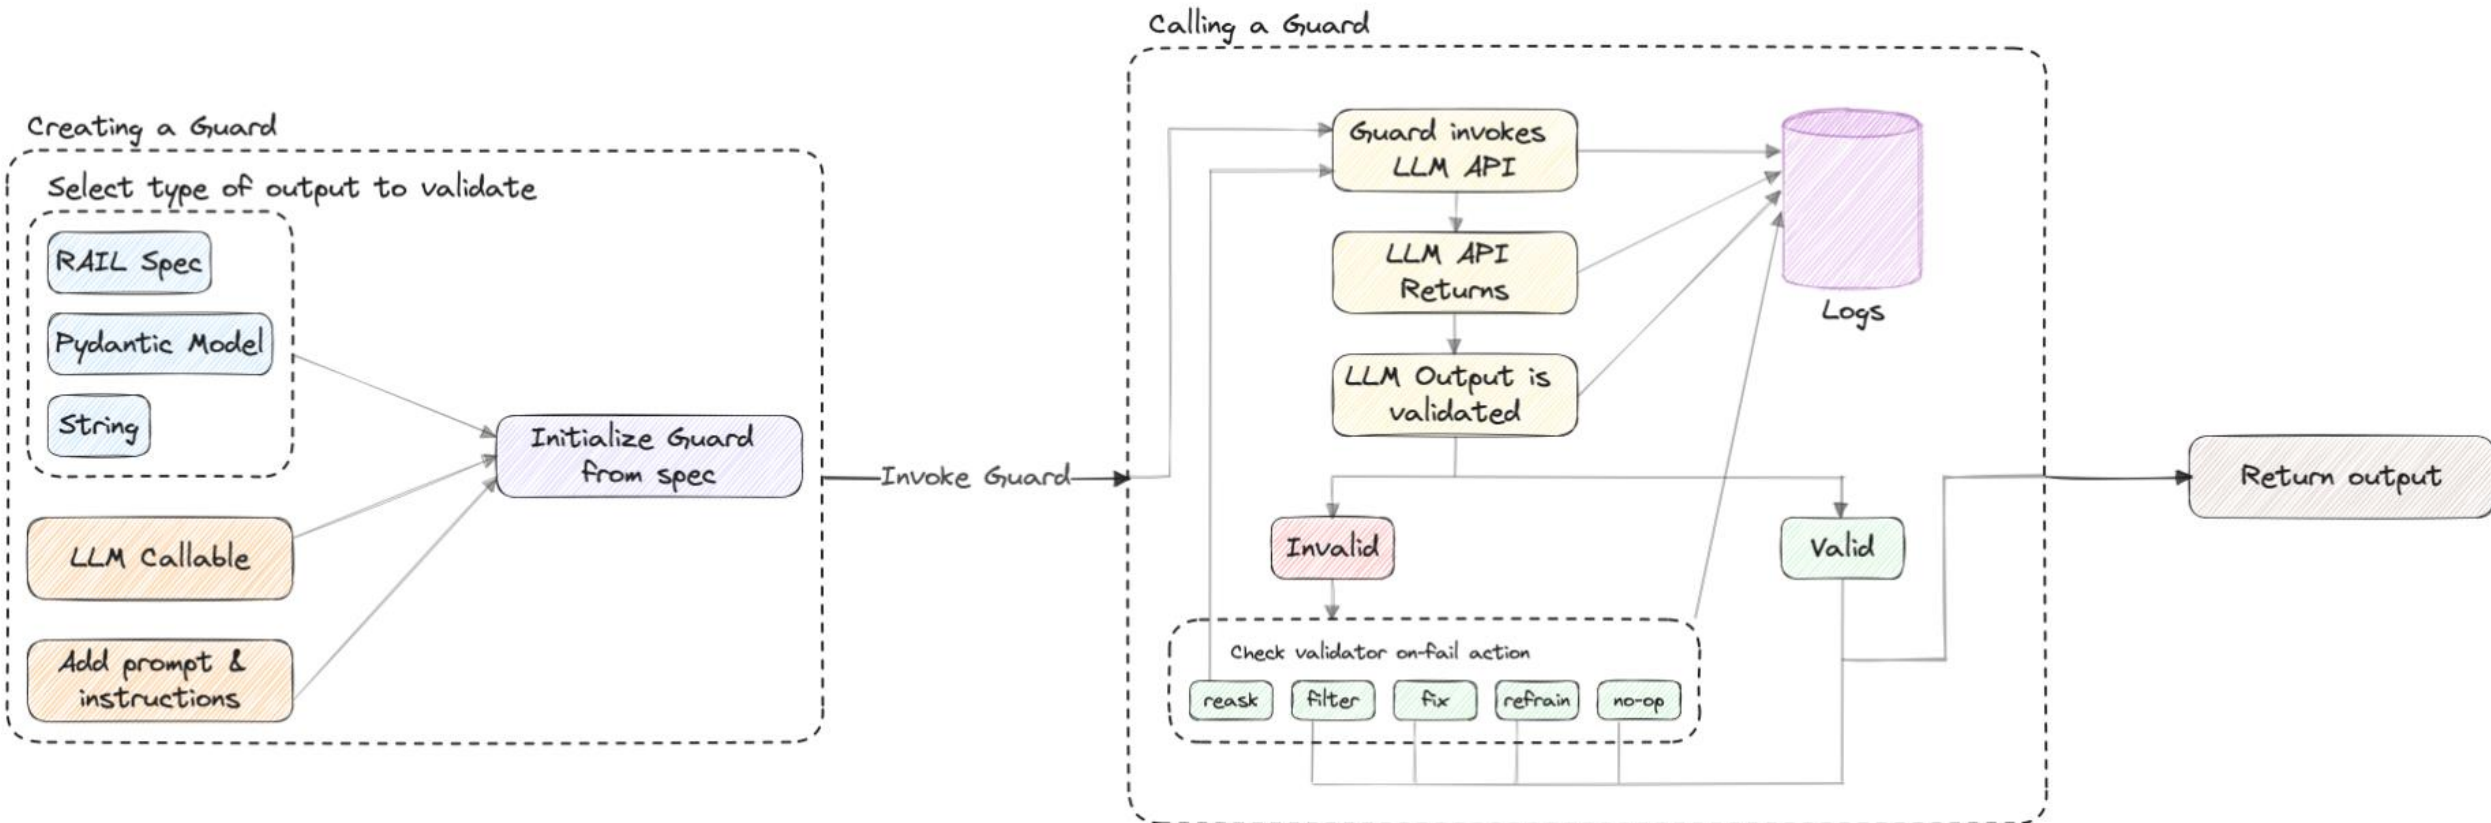 Calling a Guard
Creating a Guard
Select type of output to validate
RAIL Spec
Pydantic Model
String
LLM Callable
Add prompt &
instructions
Initialize Guard
from spec
Invoke Guard
Guard invokes
LLM API
LLM API
Returns
LLM Output is
validated
Logs
Invalid
Valid
Check validator on-fail action
reask
filter
fix
refrain
no-op
Return output